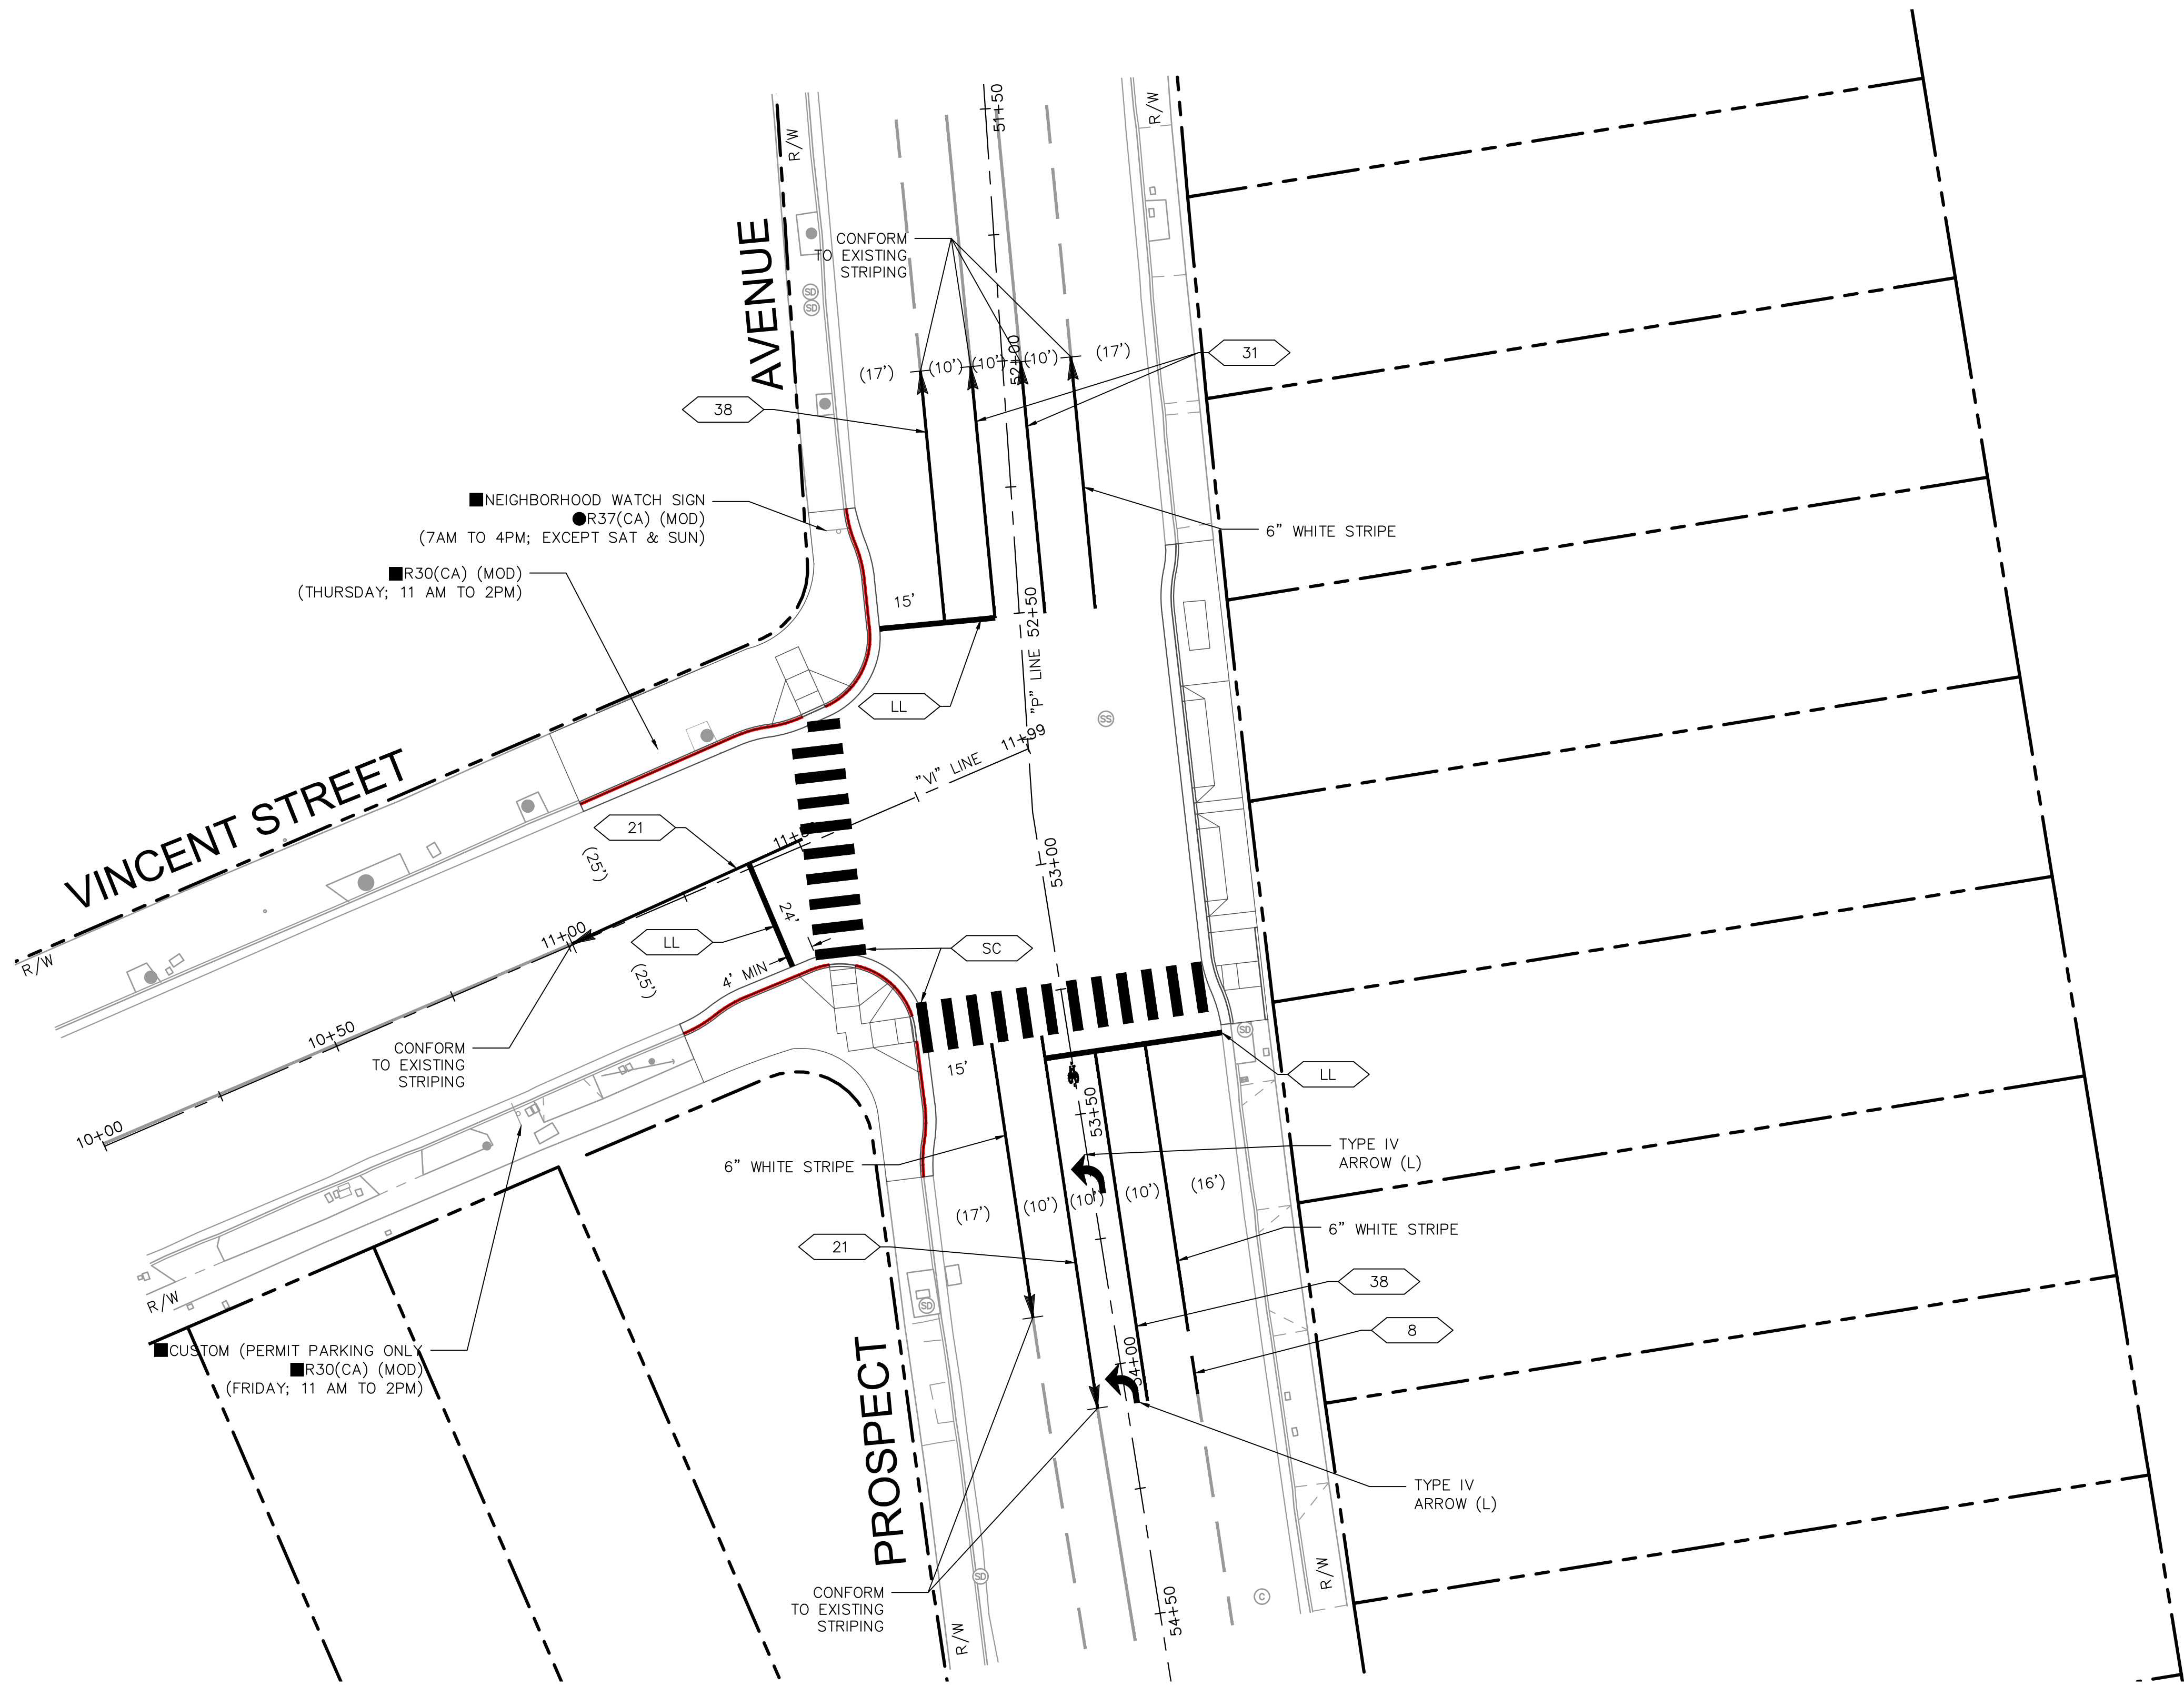 51+50
R/W
R/W
AVENUE
CONFORM
TO EXISTING
STRIPING
SD
SD
52+00
(17')
(10')
(10')
(10')
(17')
31
38
■NEIGHBORHOOD WATCH SIGN
●R37(CA) (MOD)
(7AM TO 4PM; EXCEPT SAT & SUN)
6" WHITE STRIPE
■R30(CA) (MOD)
(THURSDAY; 11 AM TO 2PM)
15'
"P" LINE 52+50
LL
SS
11+99
"VI" LINE
VINCENT STREET
21
(25')
53+00
24'
11+00
LL
SC
R/W
4' MIN
(25')
10+50
CONFORM
TO EXISTING
STRIPING
SD
15'
LL
53+50
10+00
TYPE IV
ARROW (L)
6" WHITE STRIPE
(17')
(10')
(10')
(10')
(16')
6" WHITE STRIPE
21
38
R/W
SD
8
54+00
■CUSTOM (PERMIT PARKING ONLY
■R30(CA) (MOD)
(FRIDAY; 11 AM TO 2PM)
PROSPECT
TYPE IV
ARROW (L)
SD
CONFORM
TO EXISTING
STRIPING
C
54+50
R/W
R/W